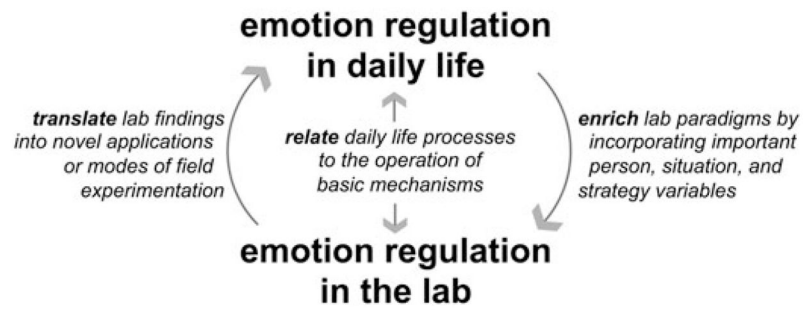 emotion regulation
in daily life
translate lab findings
into novel applications
or modes of field
experimentation
relate daily life processes
to the operation of
basic mechanisms
enrich lab paradigms by
incorporating important
person, situation, and
strategy variables
emotion regulation
in the lab